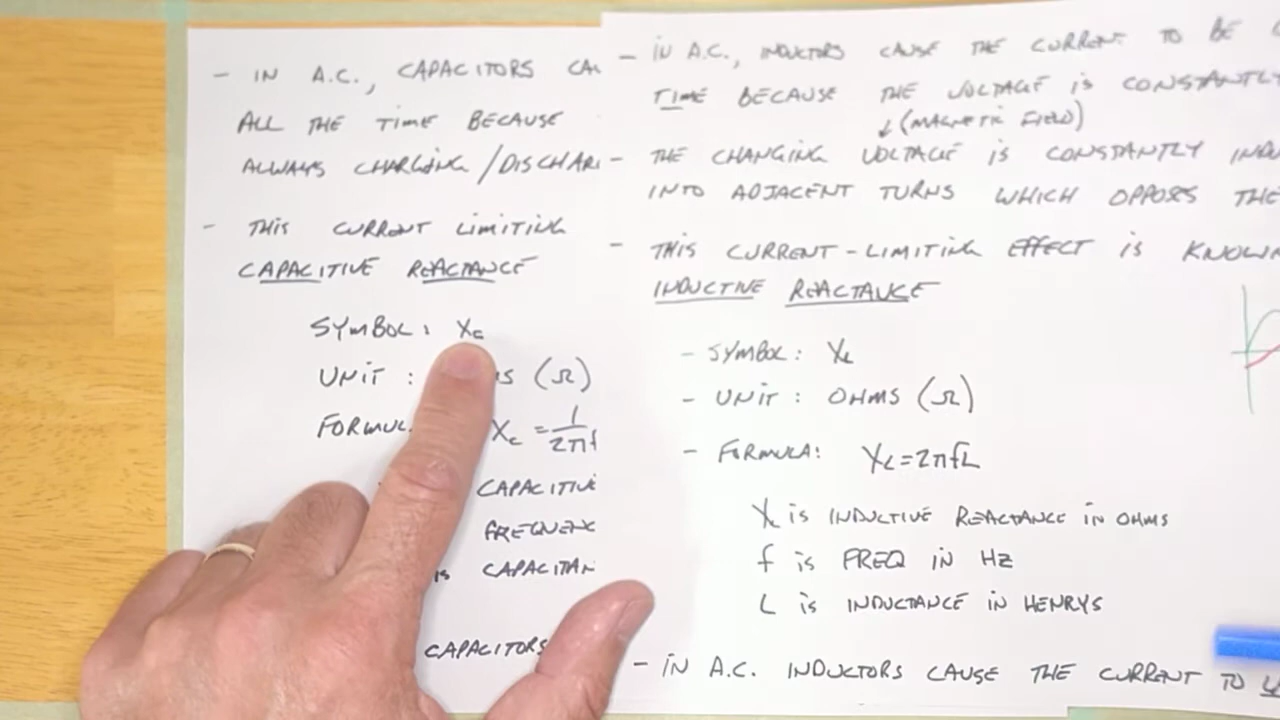 - IN A.C., CAPACITORS
ALL THE TIME BECAUSE
ALWAYS CHARGING/DISCHAR
- THIS CURRENT LIMITING
CAPACITIVE REACTANCE
SYMBOL: Xc
UNIT: (Ω)
FORMUL Xc = 1/2πf
CAPACITIVE
FREQUENC
is CAPACITAN
CAPACITORS
- IN A.C., INDUCTORS CAUSE THE CURRENT TO BE
TIME BECAUSE THE VOLTAGE IS CONSTANTLY
↓(MAGNETIC FIELD)
- THE CHANGING VOLTAGE IS CONSTANTLY
INTO ADJACENT TURNS WHICH OPPOSES THE
- THIS CURRENT-LIMITING EFFECT IS KNOWN
INDUCTIVE REACTANCE
- SYMBOL: XL
- UNIT: OHMS (Ω)
- FORMULA: XL=2πfL
XL is INDUCTIVE REACTANCE IN OHMS
f is FREQ IN Hz
L is INDUCTANCE IN HENRYS
- IN A.C. INDUCTORS CAUSE THE CURRENT TO